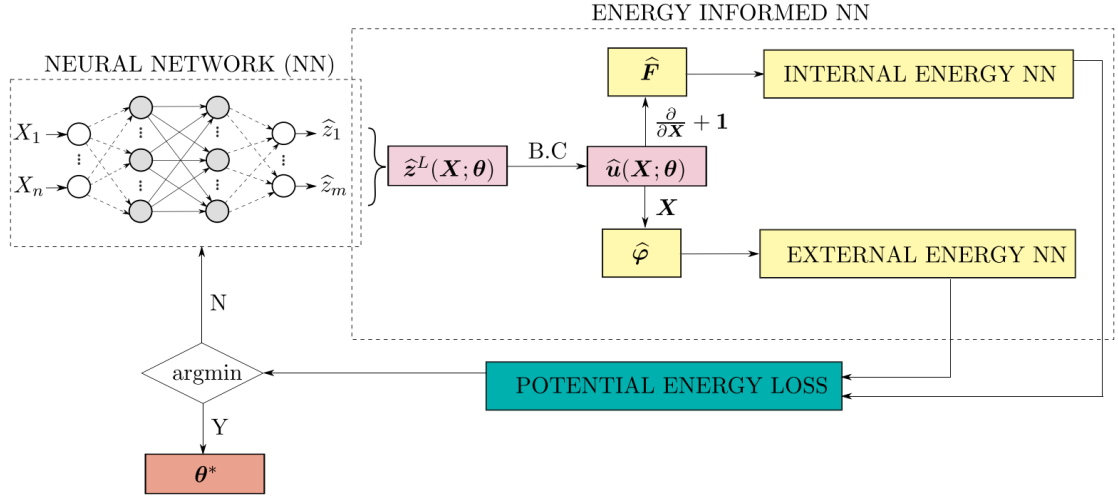 ENERGY INFORMED NN
NEURAL NETWORK (NN)
X₁
Xₙ
ẑ₁
ẑₘ
ẑᴸ(X;θ)
B.C
û(X;θ)
∂/∂X + 1
F̂
INTERNAL ENERGY NN
X
φ̂
EXTERNAL ENERGY NN
POTENTIAL ENERGY LOSS
argmin
N
Y
θ*